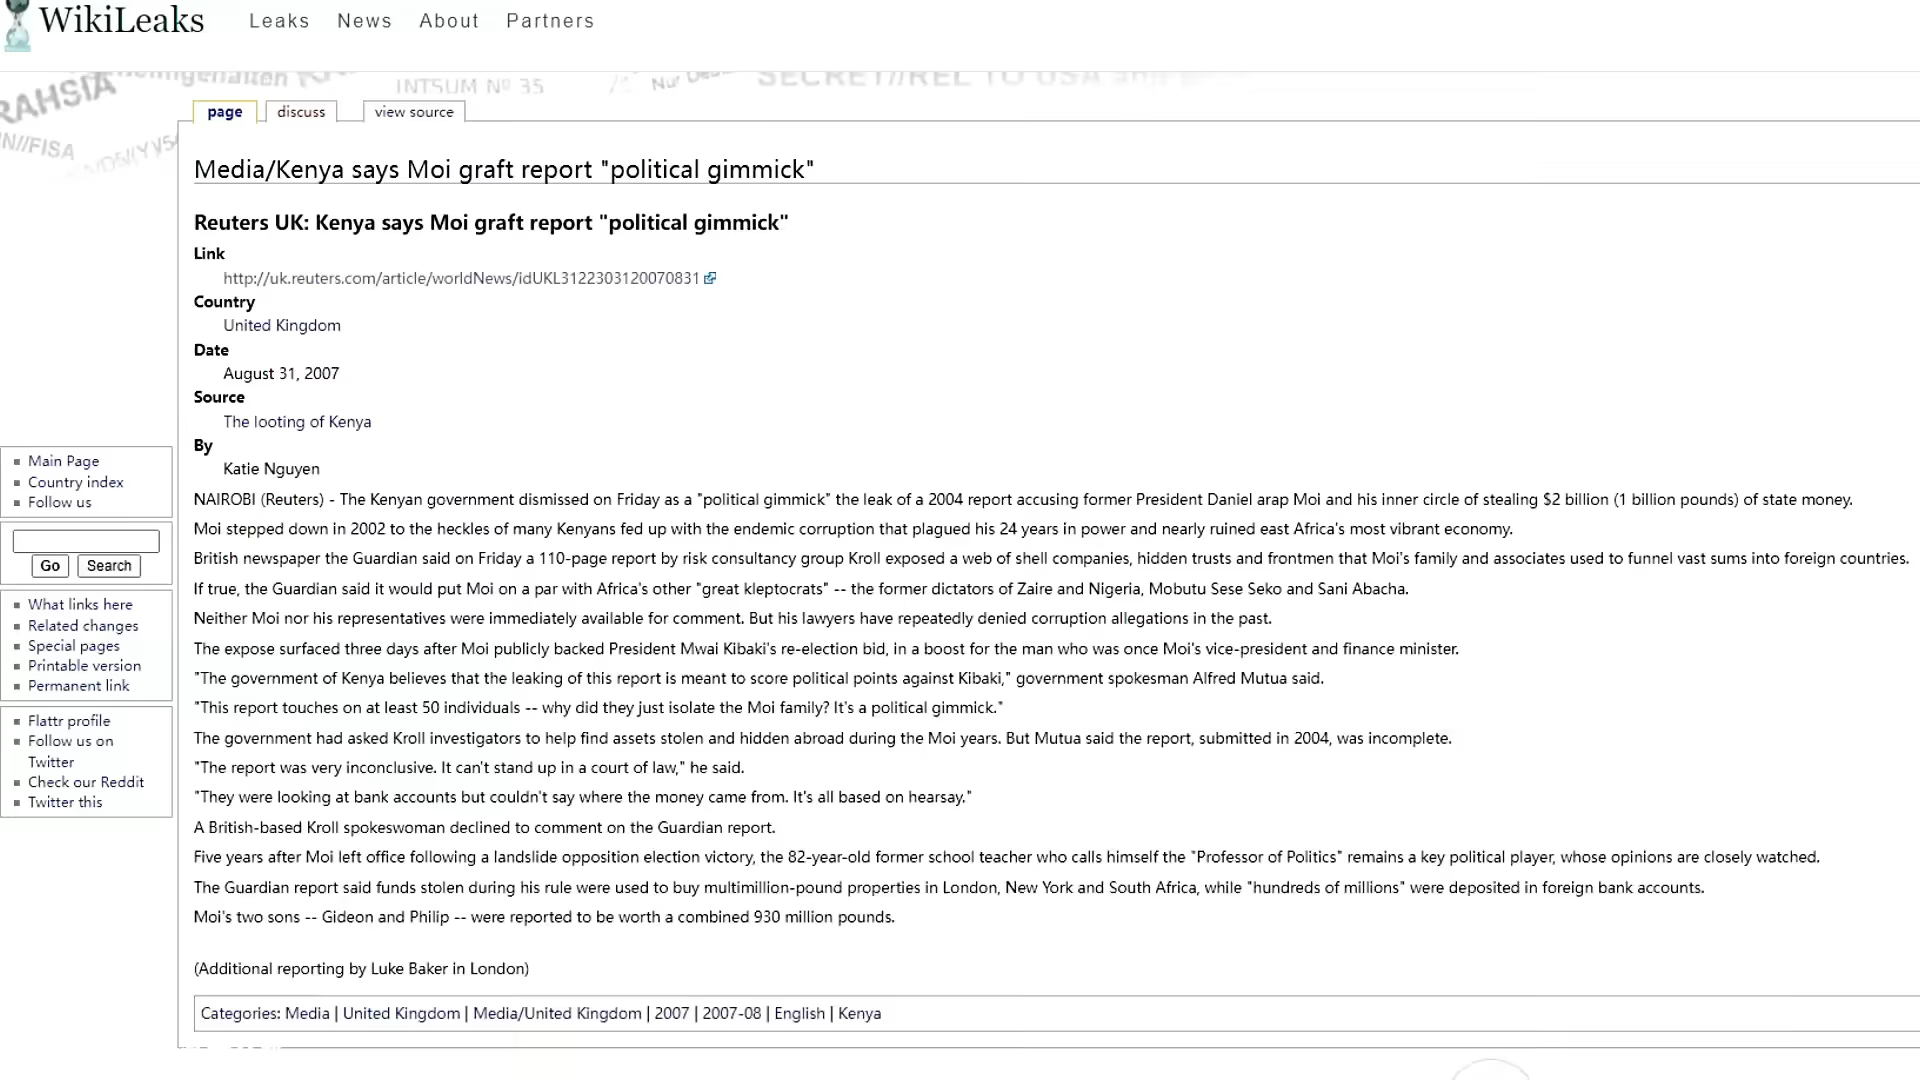 WikiLeaks
Leaks News About Partners
RAHSIA
INTSUM Nº 35
SECRET//REL TO USA and
N//FISA
page discuss view source
Media/Kenya says Moi graft report "political gimmick"
Reuters UK: Kenya says Moi graft report "political gimmick"
Link
http://uk.reuters.com/article/worldNews/idUKL3122303120070831
Country
United Kingdom
Date
August 31, 2007
Source
The looting of Kenya
By
Katie Nguyen
NAIROBI (Reuters) - The Kenyan government dismissed on Friday as a "political gimmick" the leak of a 2004 report accusing former President Daniel arap Moi and his inner circle of stealing $2 billion (1 billion pounds) of state money.
Moi stepped down in 2002 to the heckles of many Kenyans fed up with the endemic corruption that plagued his 24 years in power and nearly ruined east Africa's most vibrant economy.
British newspaper the Guardian said on Friday a 110-page report by risk consultancy group Kroll exposed a web of shell companies, hidden trusts and frontmen that Moi's family and associates used to funnel vast sums into foreign countries.
If true, the Guardian said it would put Moi on a par with Africa's other "great kleptocrats" -- the former dictators of Zaire and Nigeria, Mobutu Sese Seko and Sani Abacha.
Neither Moi nor his representatives were immediately available for comment. But his lawyers have repeatedly denied corruption allegations in the past.
The expose surfaced three days after Moi publicly backed President Mwai Kibaki's re-election bid, in a boost for the man who was once Moi's vice-president and finance minister.
"The government of Kenya believes that the leaking of this report is meant to score political points against Kibaki," government spokesman Alfred Mutua said.
"This report touches on at least 50 individuals -- why did they just isolate the Moi family? It's a political gimmick."
The government had asked Kroll investigators to help find assets stolen and hidden abroad during the Moi years. But Mutua said the report, submitted in 2004, was incomplete.
"The report was very inconclusive. It can't stand up in a court of law," he said.
"They were looking at bank accounts but couldn't say where the money came from. It's all based on hearsay."
A British-based Kroll spokeswoman declined to comment on the Guardian report.
Five years after Moi left office following a landslide opposition election victory, the 82-year-old former school teacher who calls himself the "Professor of Politics" remains a key political player, whose opinions are closely watched.
The Guardian report said funds stolen during his rule were used to buy multimillion-pound properties in London, New York and South Africa, while "hundreds of millions" were deposited in foreign bank accounts.
Moi's two sons -- Gideon and Philip -- were reported to be worth a combined 930 million pounds.
(Additional reporting by Luke Baker in London)
Categories: Media | United Kingdom | Media/United Kingdom | 2007 | 2007-08 | English | Kenya
Main Page
Country index
Follow us
Go Search
What links here
Related changes
Special pages
Printable version
Permanent link
Flattr profile
Follow us on
Twitter
Check our Reddit
Twitter this